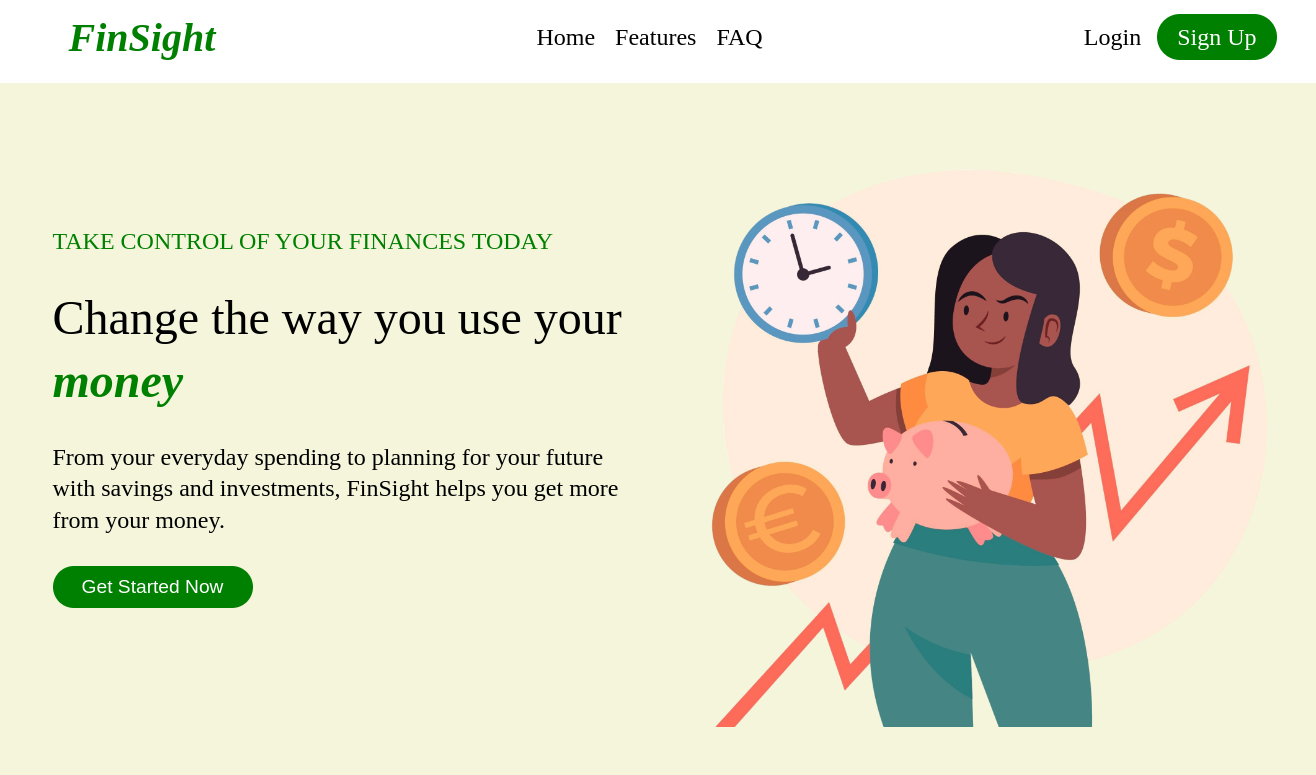 FinSight
Home Features FAQ
Login Sign Up
TAKE CONTROL OF YOUR FINANCES TODAY
Change the way you use your
money
From your everyday spending to planning for your future
with savings and investments, FinSight helps you get more
from your money.
Get Started Now
$
€